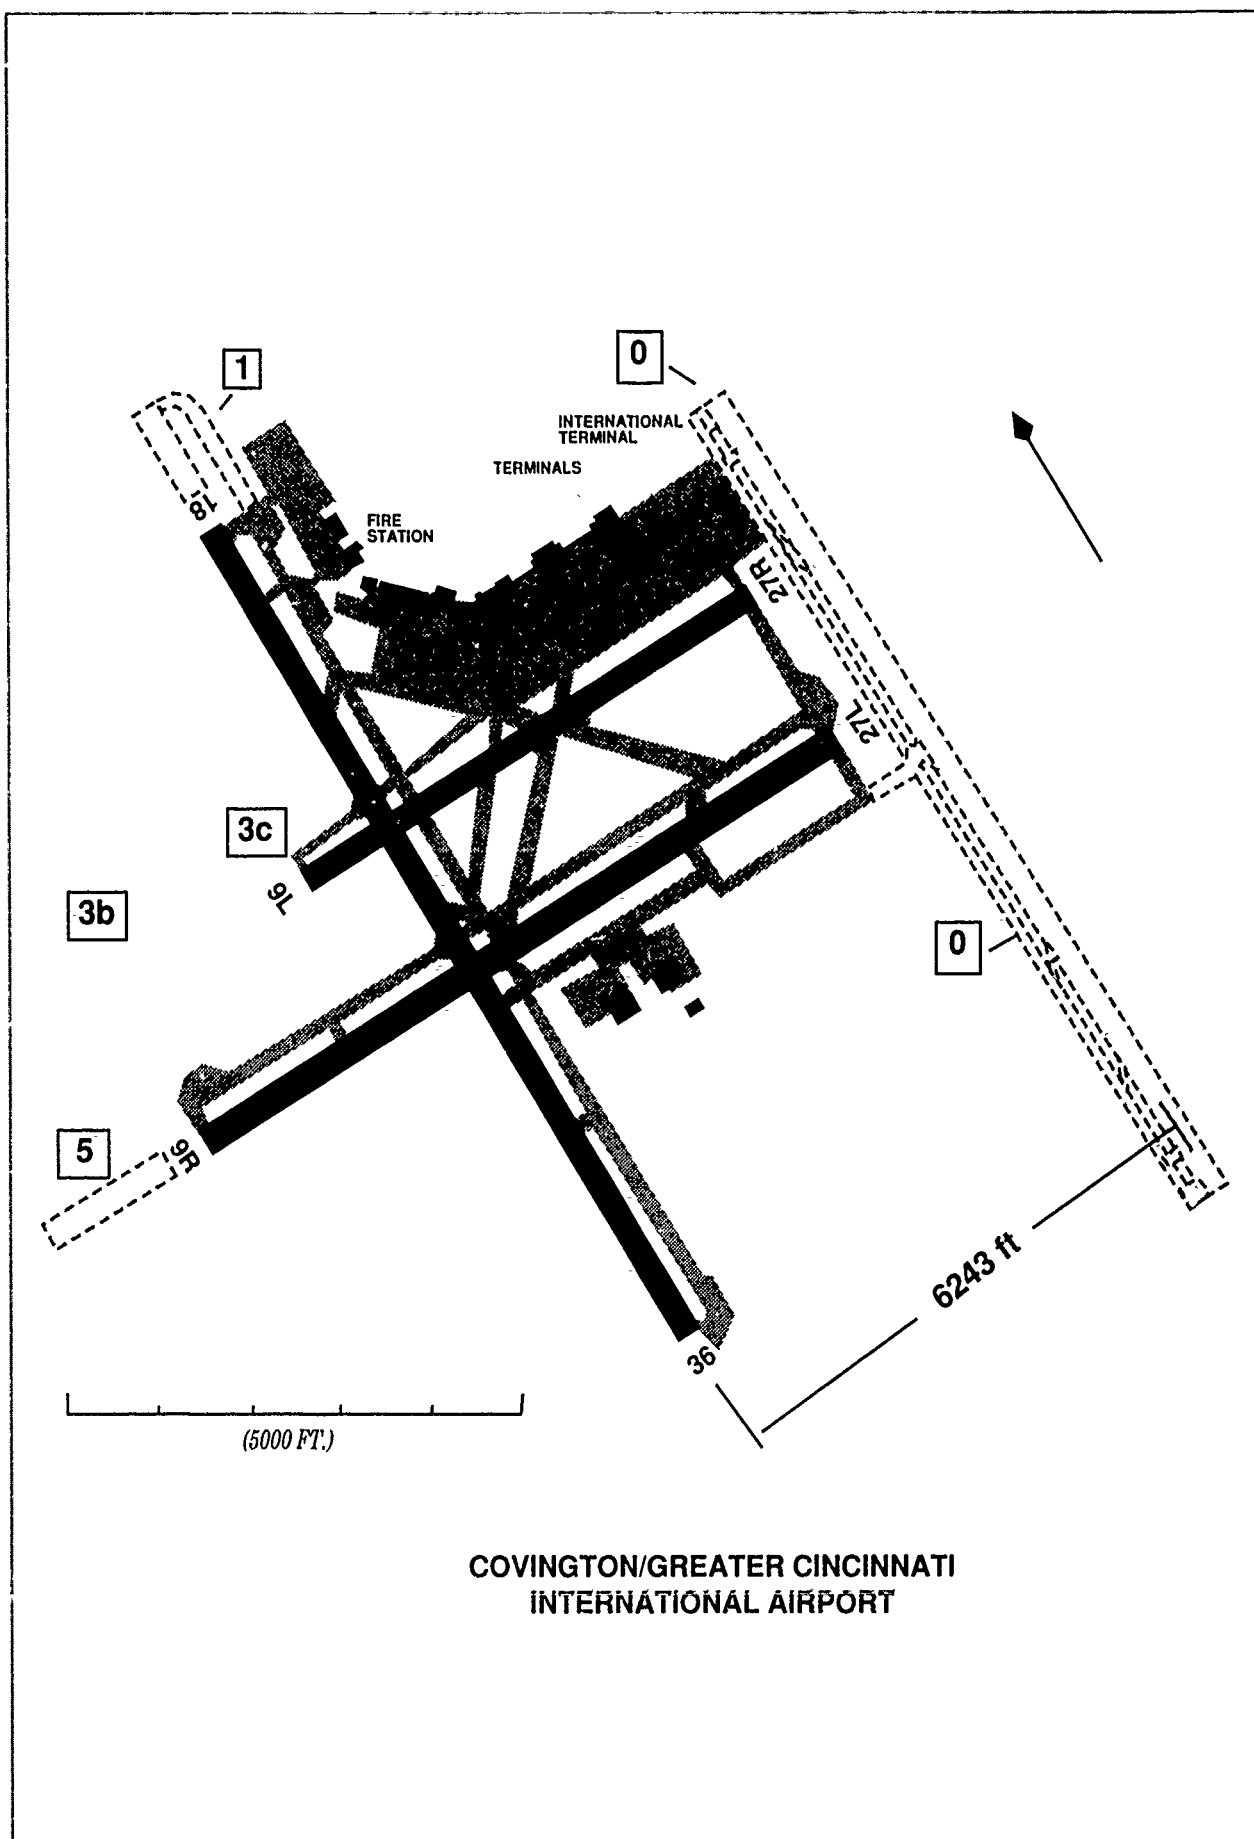 0
1
INTERNATIONAL
TERMINAL
TERMINALS
18
FIRE
STATION
27R
27L
3c
9L
3b
0
5
9R
6243 ft
36
(5000 FT.)
COVINGTON/GREATER CINCINNATI
INTERNATIONAL AIRPORT